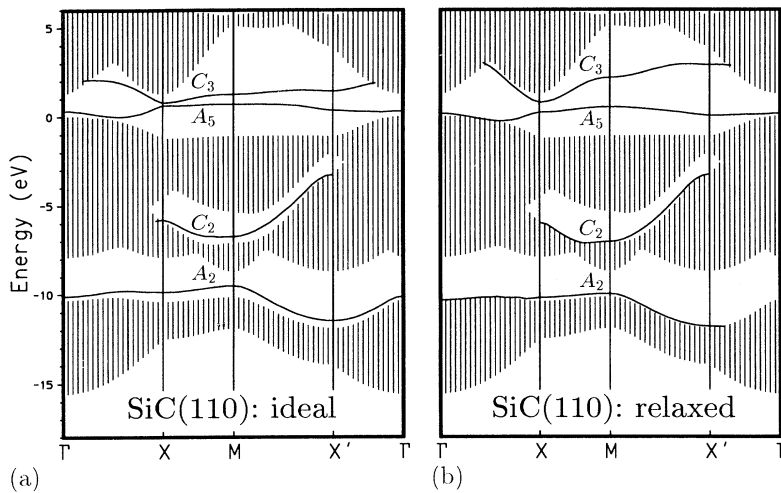 5
0
-5
-10
-15
Energy (eV)
C3
A5
C2
A2
SiC(110): ideal
Γ X M X' Γ
(a)
C3
A5
C2
A2
SiC(110): relaxed
Γ X M X' Γ
(b)